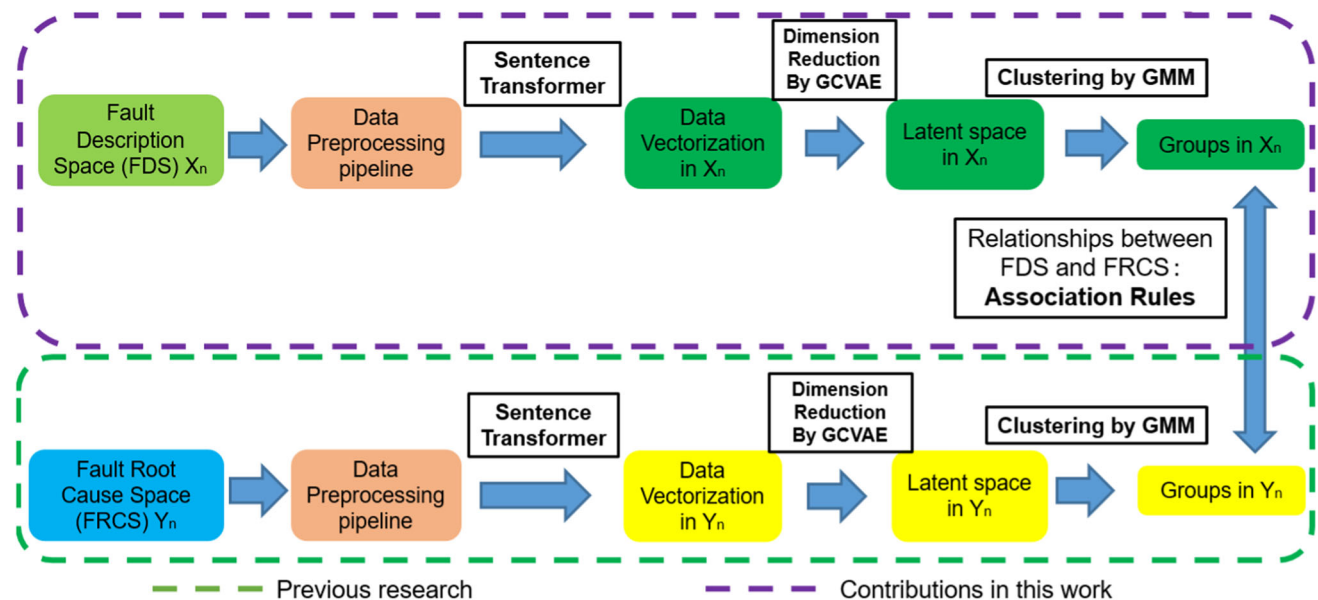 Sentence
Transformer
Dimension
Reduction
By GCVAE
Clustering by GMM
Fault
Description
Space (FDS) Xn
Data
Preprocessing
pipeline
Data
Vectorization
in Xn
Latent space
in Xn
Groups in Xn
Relationships between
FDS and FRCS :
Association Rules
Sentence
Transformer
Dimension
Reduction
By GCVAE
Clustering by GMM
Fault Root
Cause Space
(FRCS) Yn
Data
Preprocessing
pipeline
Data
Vectorization
in Yn
Latent space
in Yn
Groups in Yn
Previous research
Contributions in this work